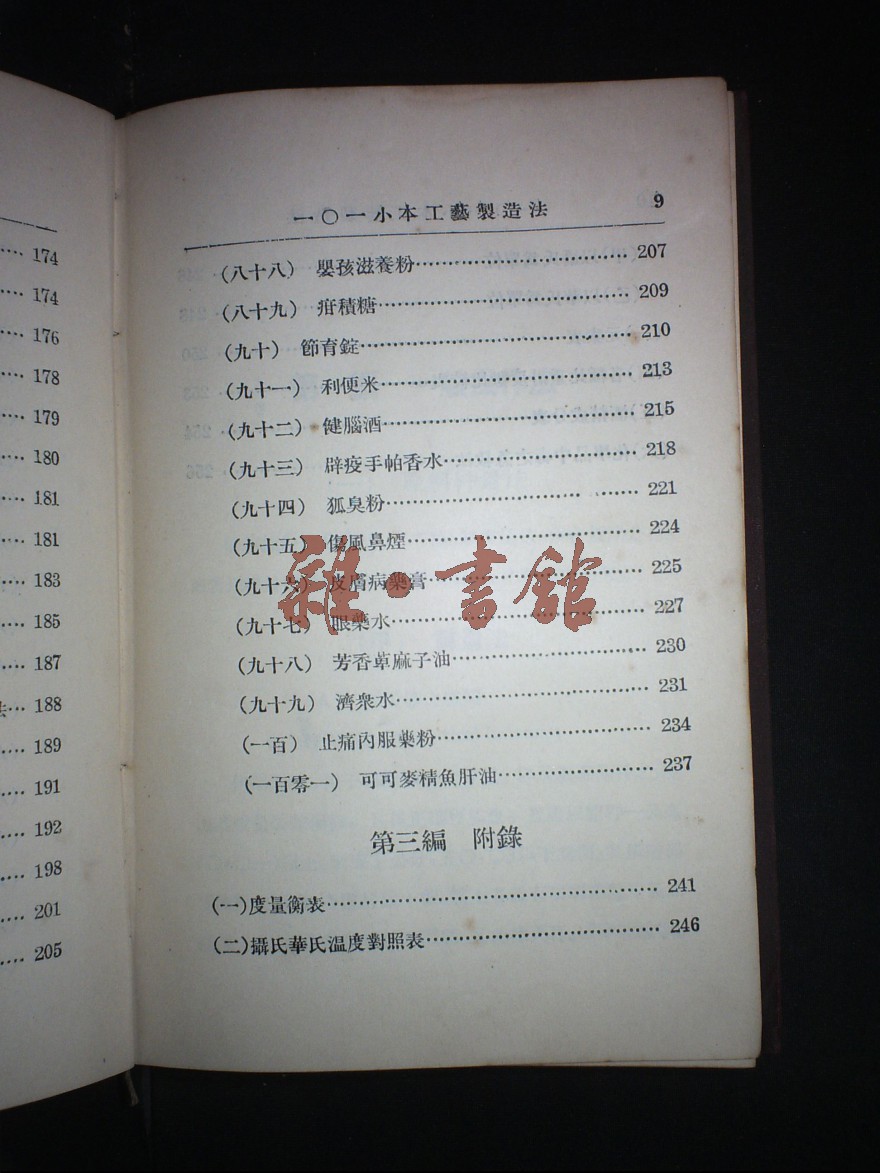 174
174
176
178
179
180
181
181
183
185
187
法… 188
189
191
192
198
201
205
一〇一小本工藝製造法 9
(八十八) 嬰孩滋養粉 207
(八十九) 疳積糖 209
(九十) 節育錠 210
(九十一) 利便米 213
(九十二) 健腦酒 215
(九十三) 辟疫手帕香水 218
(九十四) 狐臭粉 221
(九十五) 傷風鼻煙 224
(九十六) 皮膚病藥膏 225
(九十七) 眼藥水 227
(九十八) 芳香萆麻子油 230
(九十九) 濟衆水 231
(一百) 止痛內服藥粉 234
(一百零一) 可可麥精魚肝油 237
第三編 附錄
(一)度量衡表 241
(二)攝氏華氏溫度對照表 246
雜·書館